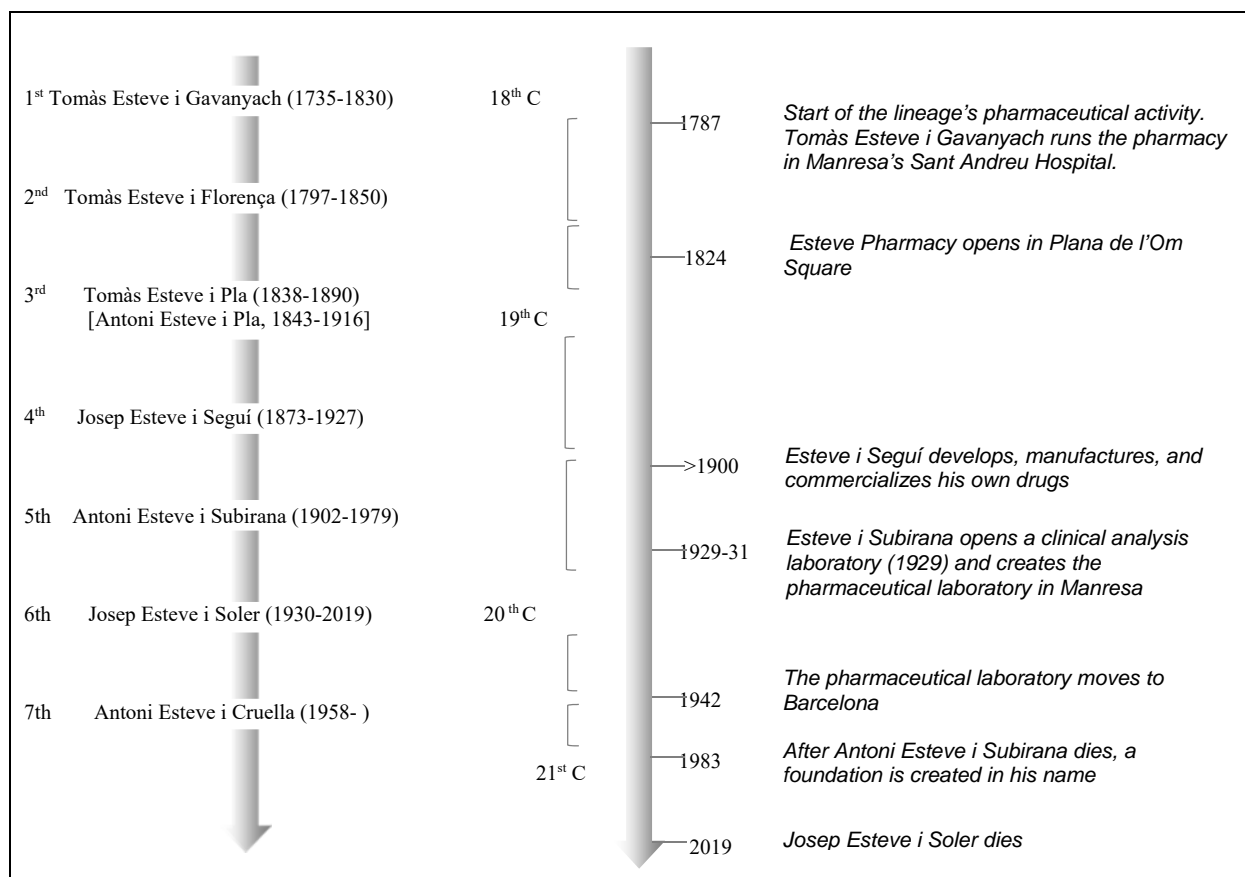 1st Tomàs Esteve i Gavanyach (1735-1830)
18th C
1787
Start of the lineage’s pharmaceutical activity.
Tomàs Esteve i Gavanyach runs the pharmacy
in Manresa’s Sant Andreu Hospital.
2nd Tomàs Esteve i Florença (1797-1850)
1824
Esteve Pharmacy opens in Plana de l’Om
Square
3rd Tomàs Esteve i Pla (1838-1890)
[Antoni Esteve i Pla, 1843-1916]
19th C
4th Josep Esteve i Seguí (1873-1927)
>1900
Esteve i Seguí develops, manufactures, and
commercializes his own drugs
5th Antoni Esteve i Subirana (1902-1979)
1929-31
Esteve i Subirana opens a clinical analysis
laboratory (1929) and creates the
pharmaceutical laboratory in Manresa
6th Josep Esteve i Soler (1930-2019)
20th C
1942
The pharmaceutical laboratory moves to
Barcelona
7th Antoni Esteve i Cruella (1958- )
21st C
1983
After Antoni Esteve i Subirana dies, a
foundation is created in his name
2019
Josep Esteve i Soler dies